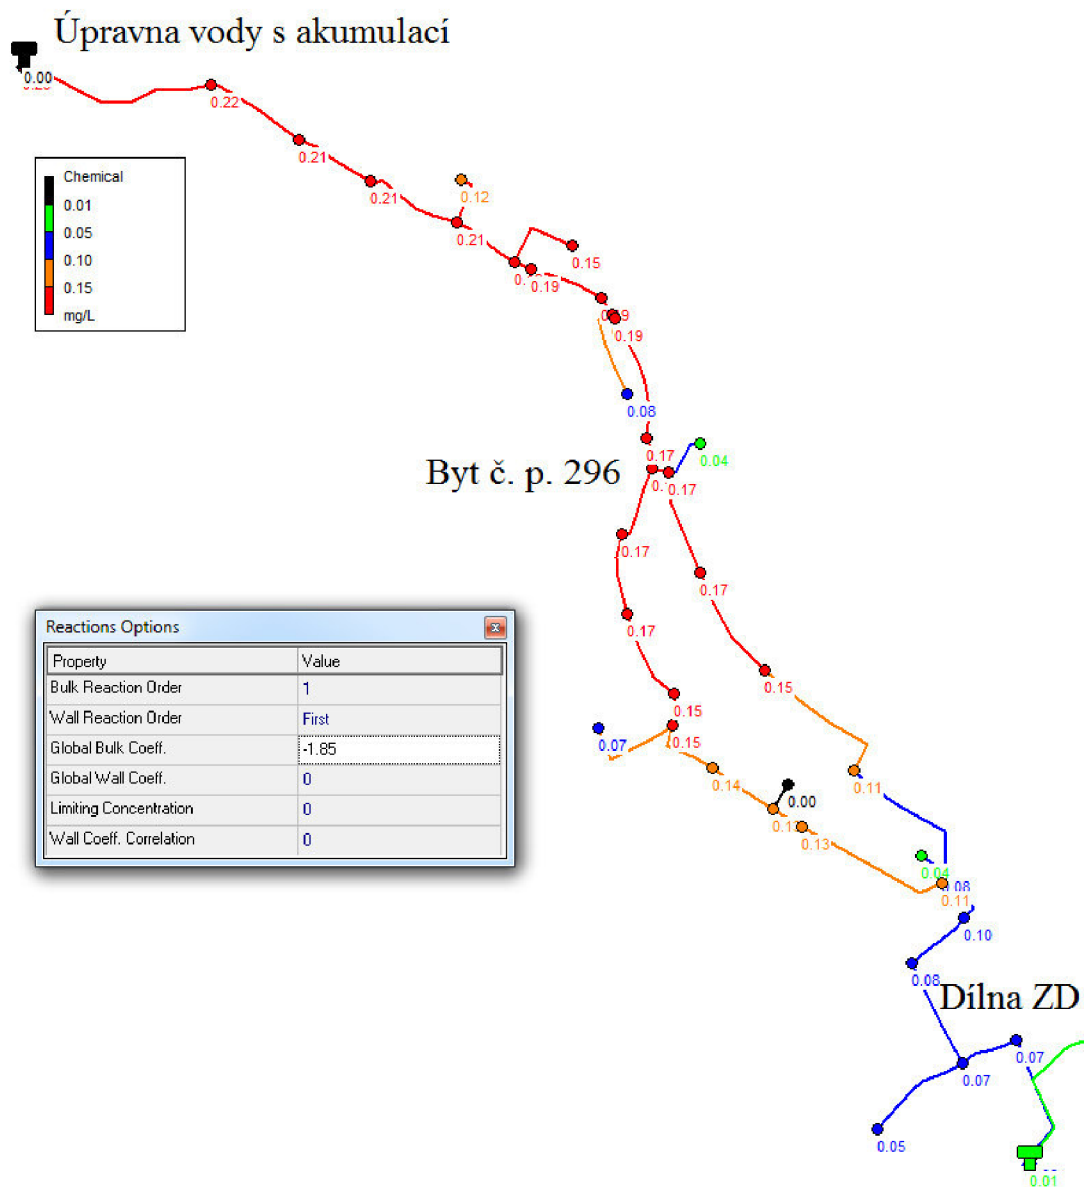 Úpravna vody s akumulací
0.00
0.22
0.21
0.21
0.12
0.21
0.15
0.19
Chemical
0.01
0.05
0.10
0.15
mg/L
0.19
0.08
0.17
0.04
Byt č. p. 296
0.17
0.17
0.17
0.17
0.15
0.15
0.07
0.15
0.14
0.11
0.00
0.13
0.04
0.08
0.11
0.10
0.08
Dílna ZD
0.07
0.07
0.05
0.01
Reactions Options
x
Property Value
Bulk Reaction Order 1
Wall Reaction Order First
Global Bulk Coeff. -1.85
Global Wall Coeff. 0
Limiting Concentration 0
Wall Coeff. Correlation 0